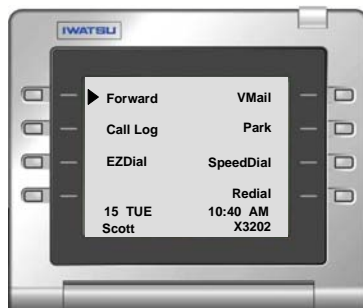 IWATSU
Forward VMail
Call Log Park
EZDial SpeedDial
Redial
15 TUE 10:40 AM
Scott X3202